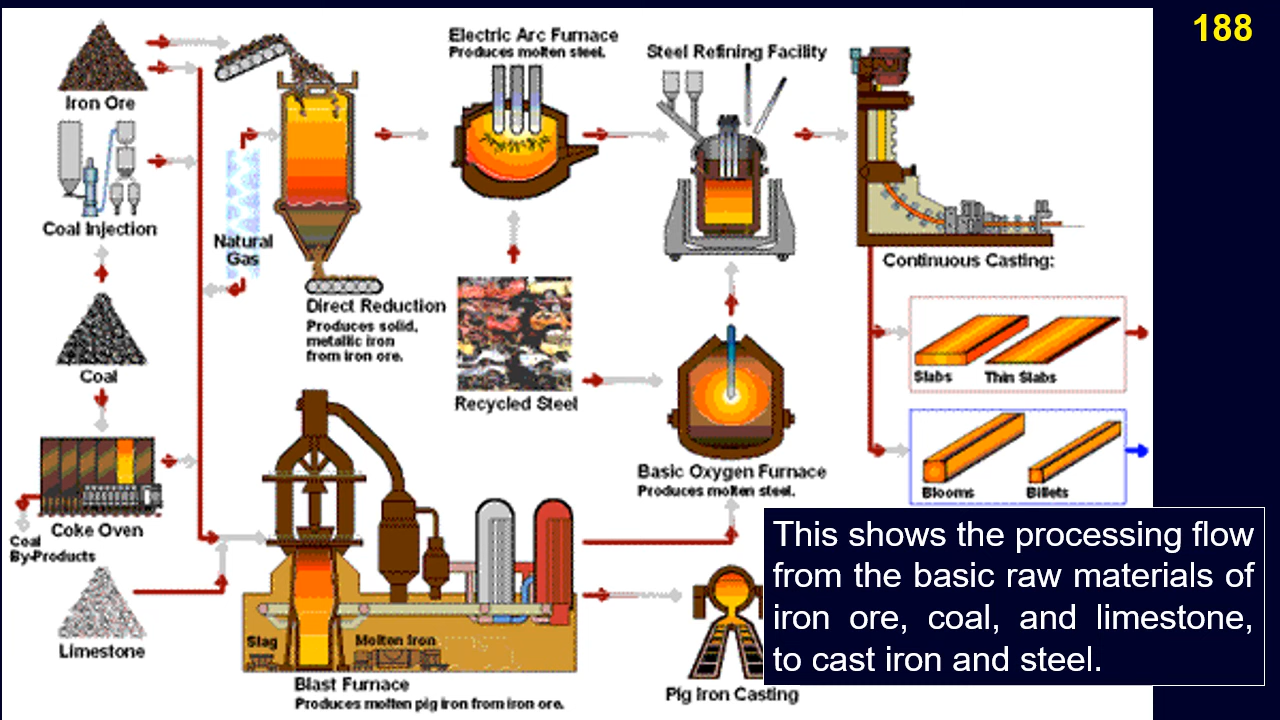 188
Electric Arc Furnace
Produces molten steel.
Steel Refining Facility
Iron Ore
Coal Injection
Natural
Gas
Continuous Casting:
Direct Reduction
Produces solid,
metallic iron
from iron ore.
Slabs
Thin Slabs
Coal
Recycled Steel
Basic Oxygen Furnace
Produces molten steel.
Blooms
Billets
Coke Oven
Coal
By-Products
Limestone
Slag
Molten Iron
Blast Furnace
Produces molten pig iron from iron ore.
Pig Iron Casting
This shows the processing flow
from the basic raw materials of
iron ore, coal, and limestone,
to cast iron and steel.